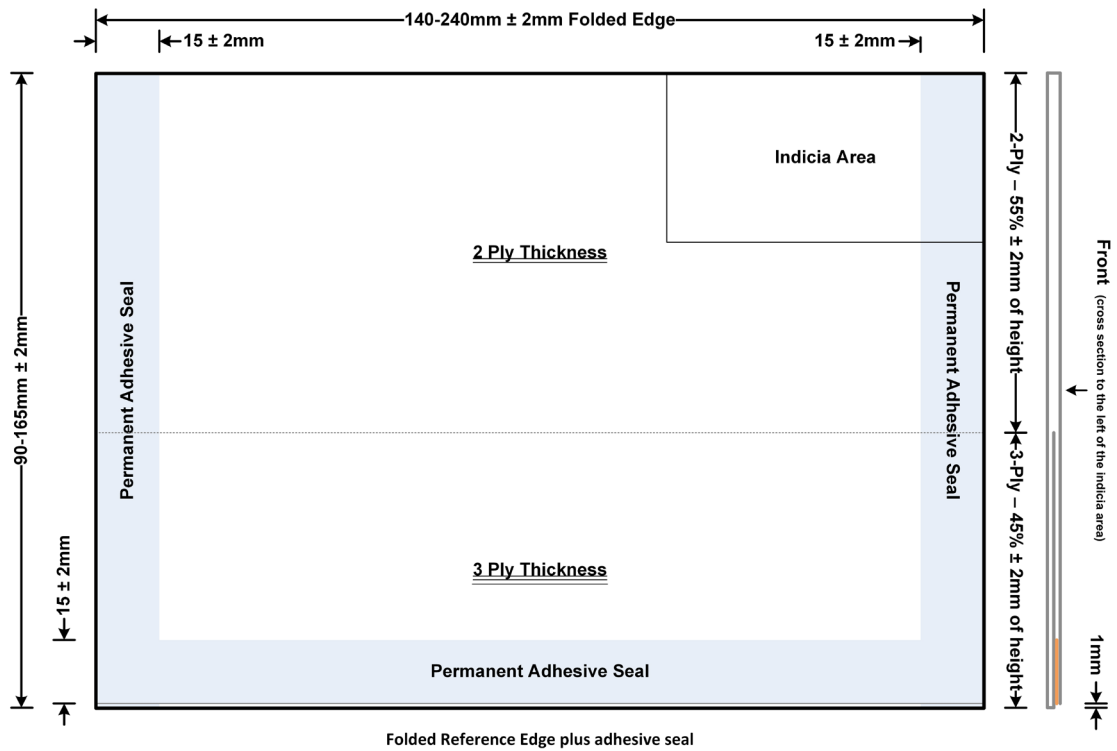 140-240mm ± 2mm Folded Edge
15 ± 2mm
15 ± 2mm
Indicia Area
2 Ply Thickness
Permanent Adhesive Seal
Permanent Adhesive Seal
90-165mm ± 2mm
2-Ply – 55% ± 2mm of height
Front (cross section to the left of the indicia area)
3-Ply – 45% ± 2mm of height
3 Ply Thickness
15 ± 2mm
1mm
Permanent Adhesive Seal
Folded Reference Edge plus adhesive seal